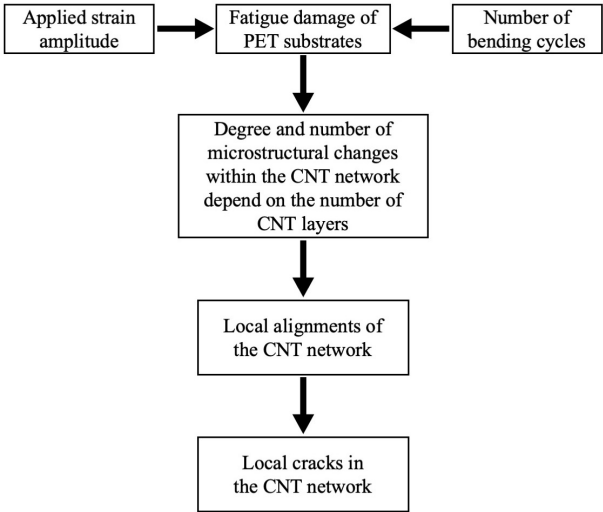 Applied strain
amplitude
Fatigue damage of
PET substrates
Number of
bending cycles
Degree and number of
microstructural changes
within the CNT network
depend on the number of
CNT layers
Local alignments of
the CNT network
Local cracks in
the CNT network